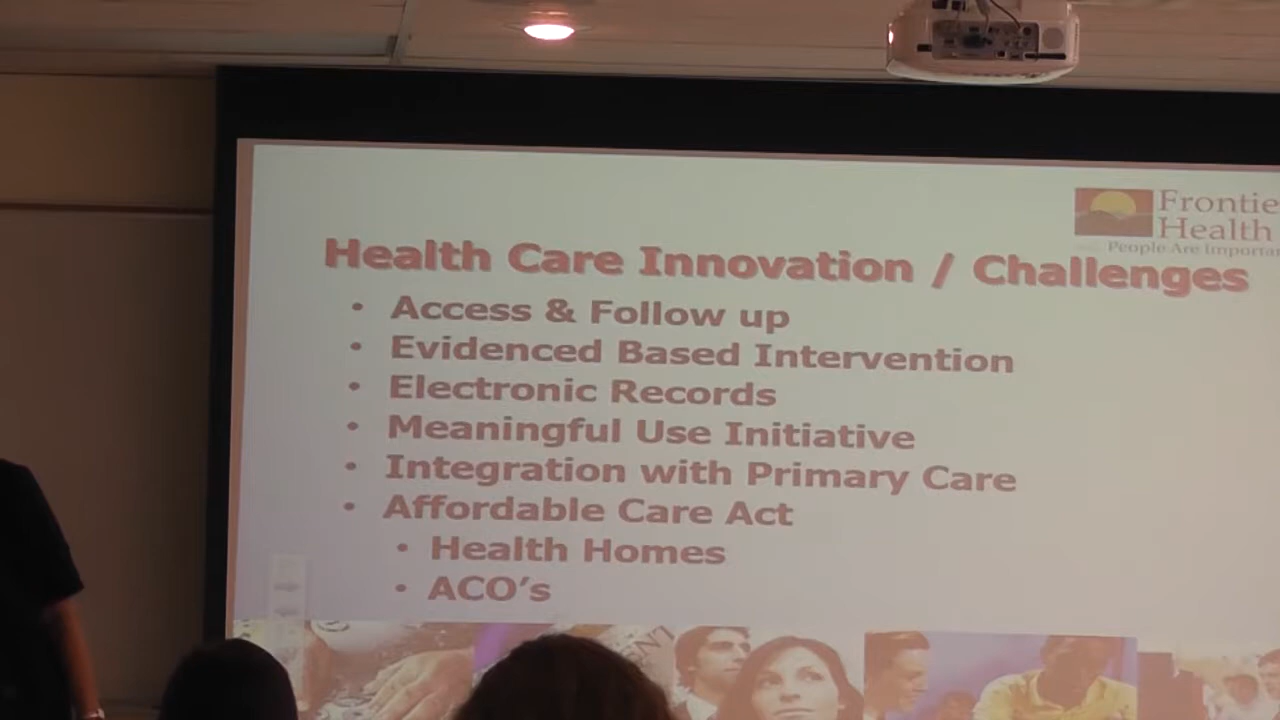 Frontie
Health
People Are Importa
Health Care Innovation / Challenges
• Access & Follow up
• Evidenced Based Intervention
• Electronic Records
• Meaningful Use Initiative
• Integration with Primary Care
• Affordable Care Act
• Health Homes
• ACO’s